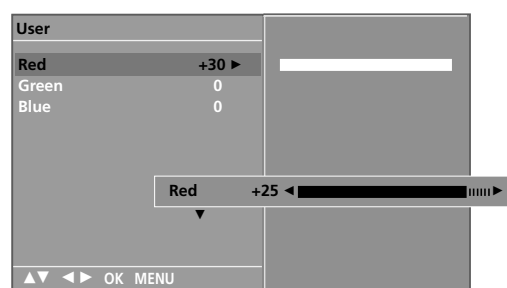 User
Red +30 ►
Green 0
Blue 0
Red +25 ◄ ►
▼
▲▼ ◄► OK MENU